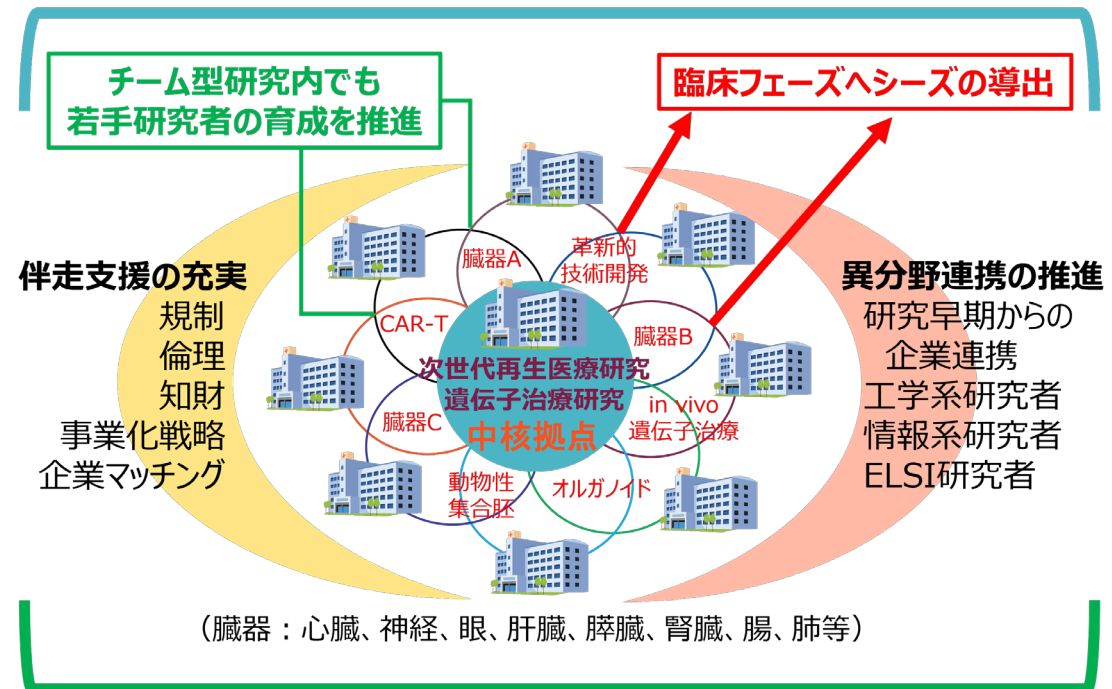 チーム型研究内でも
若手研究者の育成を推進
臨床フェーズへシーズの導出
伴走支援の充実
規制
倫理
知財
事業化戦略
企業マッチング
臓器A
革新的
技術開発
CAR-T
臓器B
次世代再生医療研究
遺伝子治療研究
中核拠点
臓器C
in vivo
遺伝子治療
動物性
集合胚
オルガノイド
異分野連携の推進
研究早期からの
企業連携
工学系研究者
情報系研究者
ELSI研究者
（臓器：心臓、神経、眼、肝臓、膵臓、腎臓、腸、肺等）